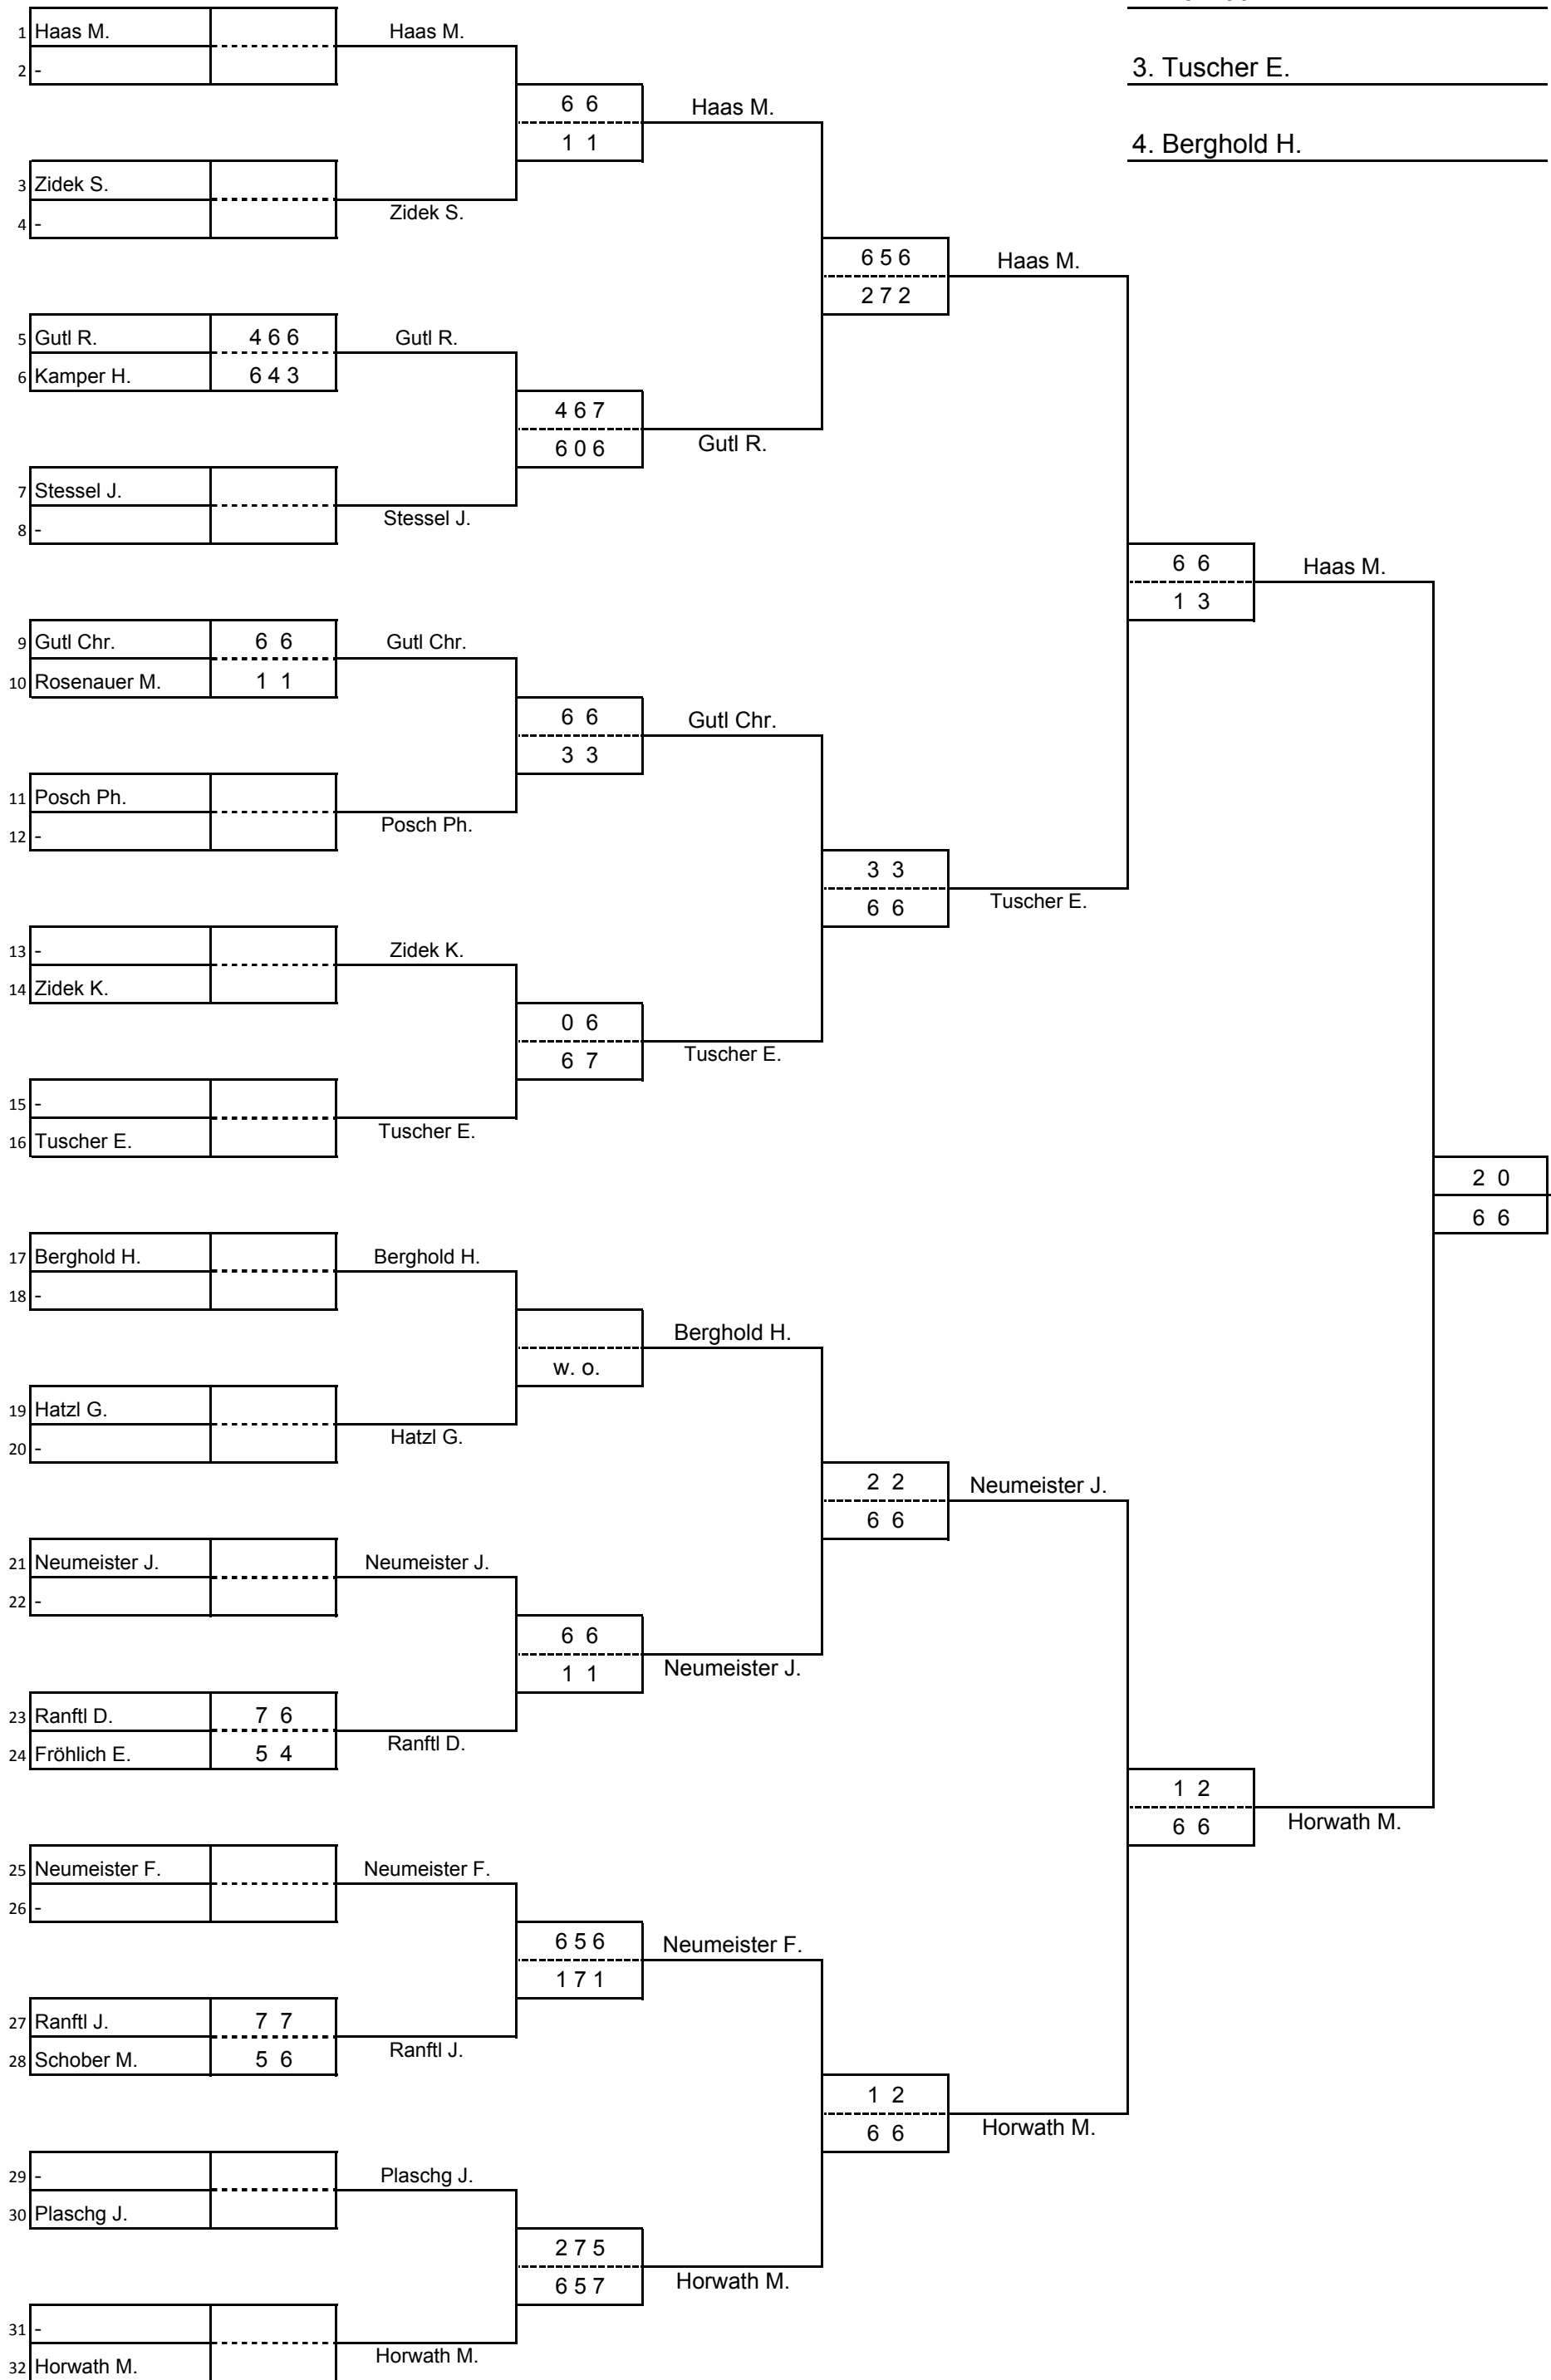 3. Tuscher E.
4. Berghold H.
1 Haas M.
2 -
Haas M.
6 6
1 1
Haas M.
3 Zidek S.
4 -
Zidek S.
6 5 6
2 7 2
Haas M.
5 Gutl R. 4 6 6
6 Kamper H. 6 4 3
Gutl R.
4 6 7
6 0 6
Gutl R.
7 Stessel J.
8 -
Stessel J.
6 6
1 3
Haas M.
9 Gutl Chr. 6 6
10 Rosenauer M. 1 1
Gutl Chr.
6 6
3 3
Gutl Chr.
11 Posch Ph.
12 -
Posch Ph.
3 3
6 6
Tuscher E.
13 -
14 Zidek K.
Zidek K.
0 6
6 7
Tuscher E.
15 -
16 Tuscher E.
Tuscher E.
2 0
6 6
17 Berghold H.
18 -
Berghold H.
w. o.
Berghold H.
19 Hatzl G.
20 -
Hatzl G.
2 2
6 6
Neumeister J.
21 Neumeister J.
22 -
Neumeister J.
6 6
1 1
Neumeister J.
23 Ranftl D. 7 6
24 Fröhlich E. 5 4
Ranftl D.
1 2
6 6
Horwath M.
25 Neumeister F.
26 -
Neumeister F.
6 5 6
1 7 1
Neumeister F.
27 Ranftl J. 7 7
28 Schober M. 5 6
Ranftl J.
1 2
6 6
Horwath M.
29 -
30 Plaschg J.
Plaschg J.
2 7 5
6 5 7
Horwath M.
31 -
32 Horwath M.
Horwath M.